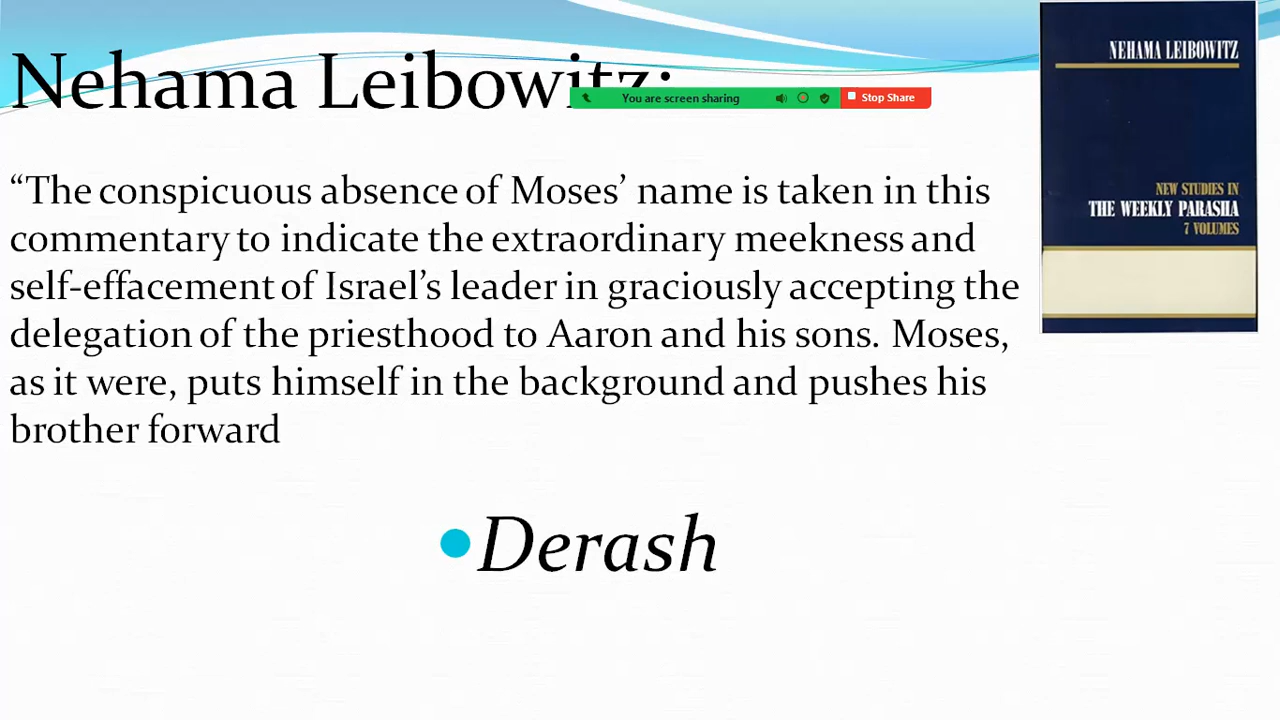 Nehama Leibowitz:
You are screen sharing
Stop Share
“The conspicuous absence of Moses’ name is taken in this
commentary to indicate the extraordinary meekness and
self-effacement of Israel’s leader in graciously accepting the
delegation of the priesthood to Aaron and his sons. Moses,
as it were, puts himself in the background and pushes his
brother forward
•Derash
NEHAMA LEIBOWITZ
NEW STUDIES IN
THE WEEKLY PARASHA
7 VOLUMES